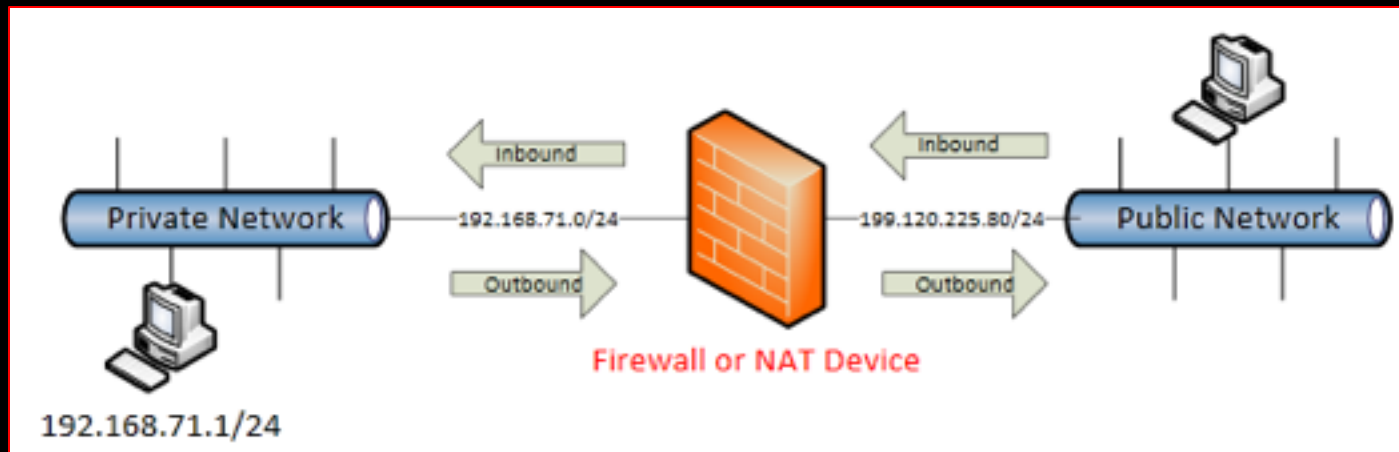 Inbound
Inbound
Private Network
192.168.71.0/24
199.120.225.80/24
Public Network
Outbound
Outbound
Firewall or NAT Device
192.168.71.1/24